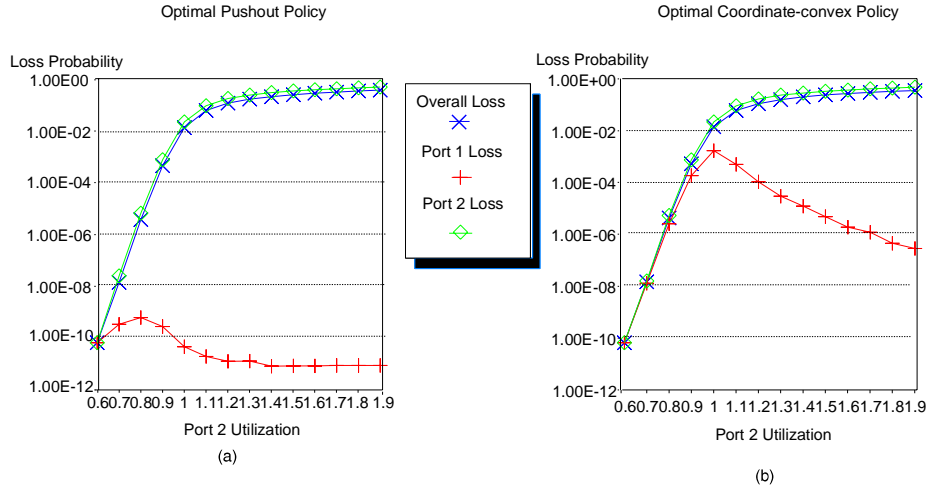 Optimal Pushout Policy
Loss Probability
1.00E+00
1.00E-02
1.00E-04
1.00E-06
1.00E-08
1.00E-10
1.00E-12
0.60.70.80.9 1 1.11.21.31.41.51.61.71.8 1.9
Port 2 Utilization
(a)
Overall Loss
Port 1 Loss
Port 2 Loss
Optimal Coordinate-convex Policy
Loss Probability
1.00E+00
1.00E-02
1.00E-04
1.00E-06
1.00E-08
1.00E-10
1.00E-12
0.60.70.80.9 1 1.11.21.31.41.51.61.71.81.9
Port 2 Utilization
(b)